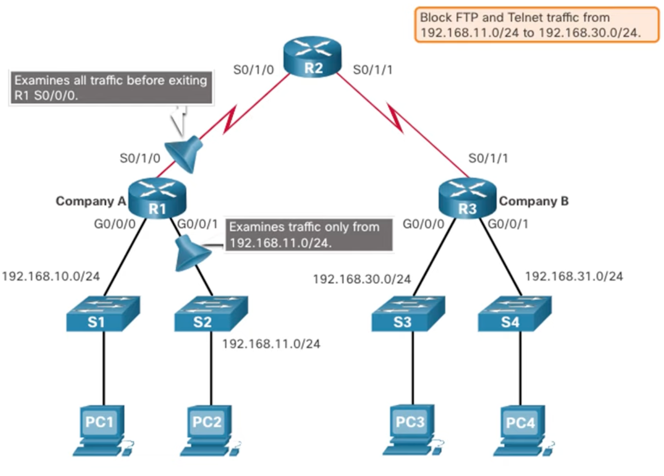 Block FTP and Telnet traffic from
192.168.11.0/24 to 192.168.30.0/24.
R2
S0/1/0
S0/1/1
Examines all traffic before exiting
R1 S0/0/0.
S0/1/0
S0/1/1
Company A
R1
R3
Company B
G0/0/0
G0/0/1
G0/0/0
G0/0/1
Examines traffic only from
192.168.11.0/24.
192.168.10.0/24
192.168.30.0/24
192.168.31.0/24
S1
S2
S3
S4
192.168.11.0/24
PC1
PC2
PC3
PC4